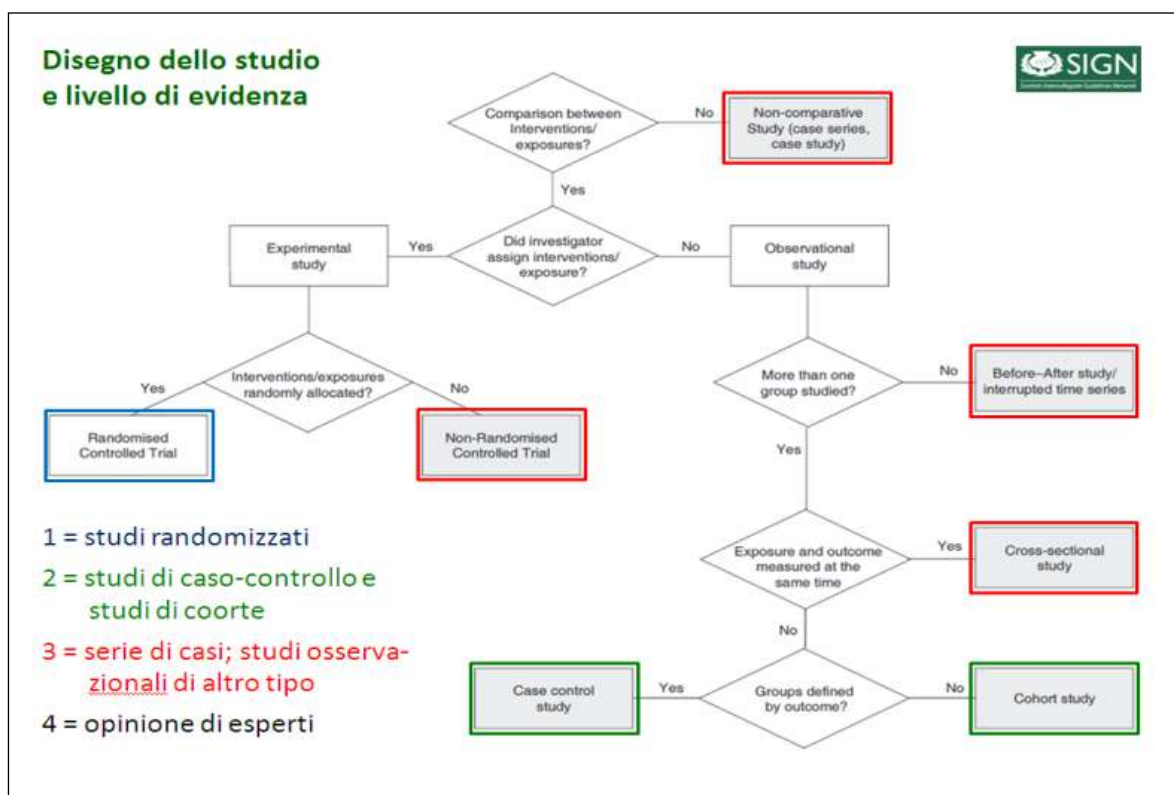 Disegno dello studio
e livello di evidenza
SIGN
Comparison between
Interventions/
exposures?
No
Non-comparative
Study (case series,
case study)
Yes
Experimental
study
Yes
Did investigator
assign interventions/
exposure?
No
Observational
study
Yes
Interventions/exposures
randomly allocated?
No
More than one
group studied?
No
Before–After study/
interrupted time series
Randomised
Controlled Trial
Non-Randomised
Controlled Trial
Yes
1 = studi randomizzati
2 = studi di caso-controllo e
studi di coorte
3 = serie di casi; studi osserva-
zionali di altro tipo
4 = opinione di esperti
Exposure and outcome
measured at the
same time
Yes
Cross-sectional
study
No
Case control
study
Yes
Groups defined
by outcome?
No
Cohort study